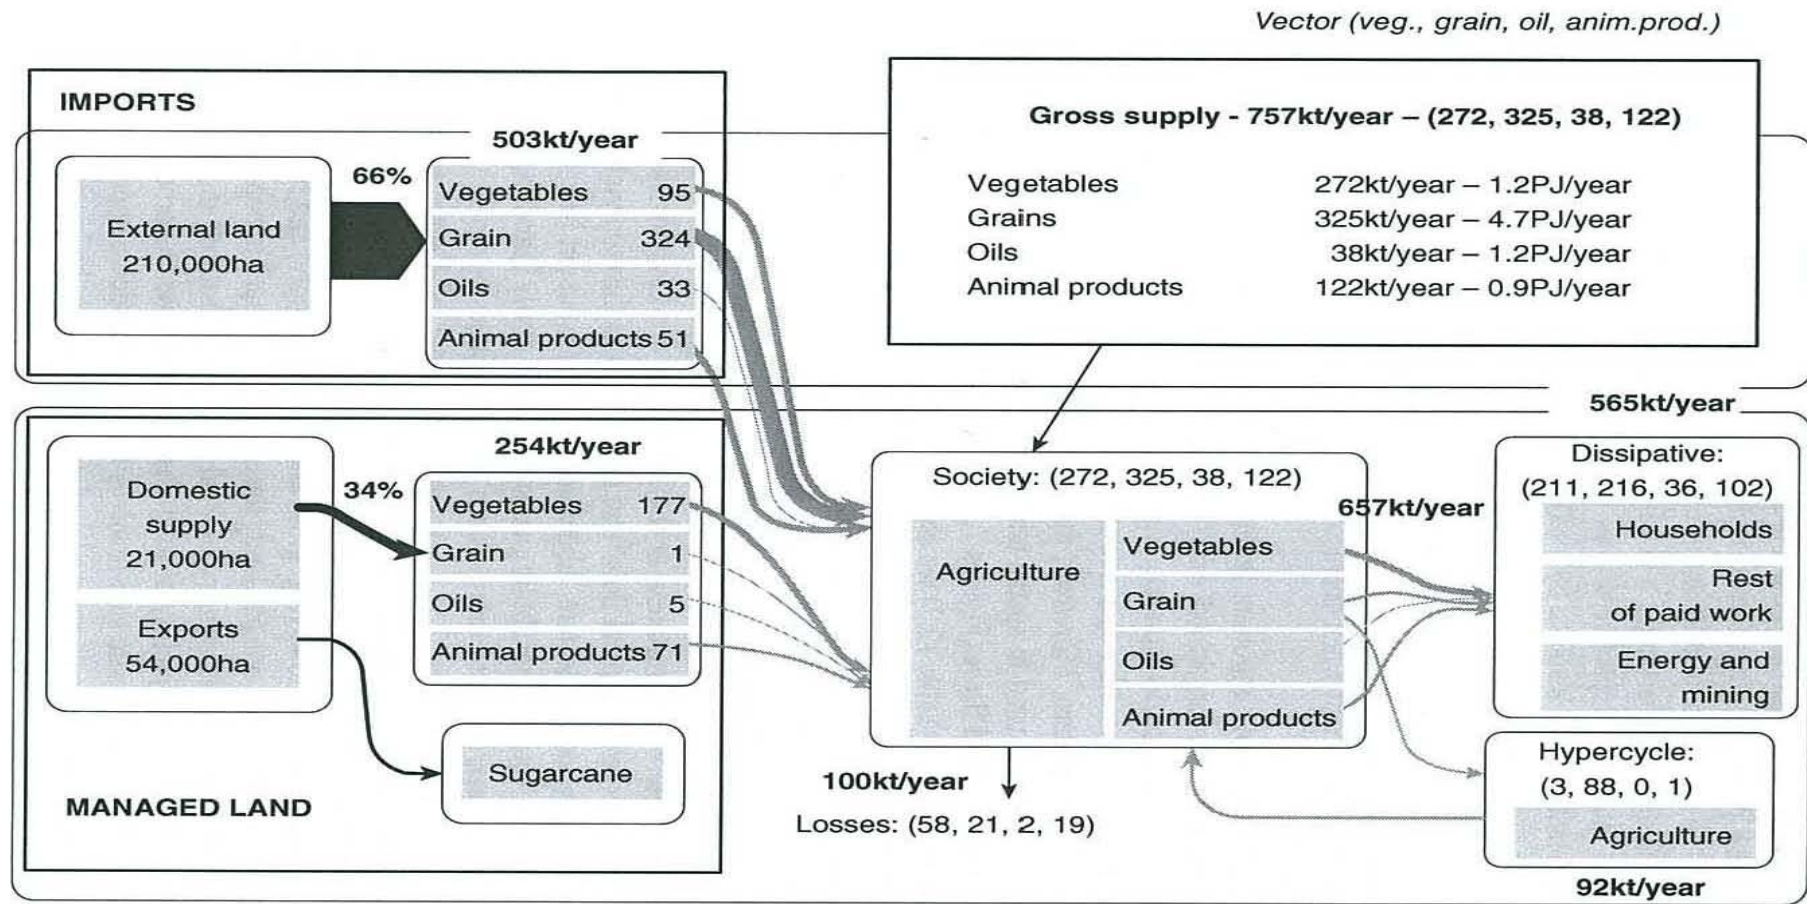 Vector (veg., grain, oil, anim.prod.)
IMPORTS
503kt/year
66%
External land
210,000ha
Vegetables 95
Grain 324
Oils 33
Animal products 51
Gross supply - 757kt/year – (272, 325, 38, 122)
Vegetables 272kt/year – 1.2PJ/year
Grains 325kt/year – 4.7PJ/year
Oils 38kt/year – 1.2PJ/year
Animal products 122kt/year – 0.9PJ/year
254kt/year
34%
Domestic
supply
21,000ha
Exports
54,000ha
Vegetables 177
Grain 1
Oils 5
Animal products 71
Sugarcane
MANAGED LAND
Society: (272, 325, 38, 122)
Agriculture
Vegetables
Grain
Oils
Animal products
100kt/year
Losses: (58, 21, 2, 19)
657kt/year
565kt/year
Dissipative:
(211, 216, 36, 102)
Households
Rest
of paid work
Energy and
mining
Hypercycle:
(3, 88, 0, 1)
Agriculture
92kt/year